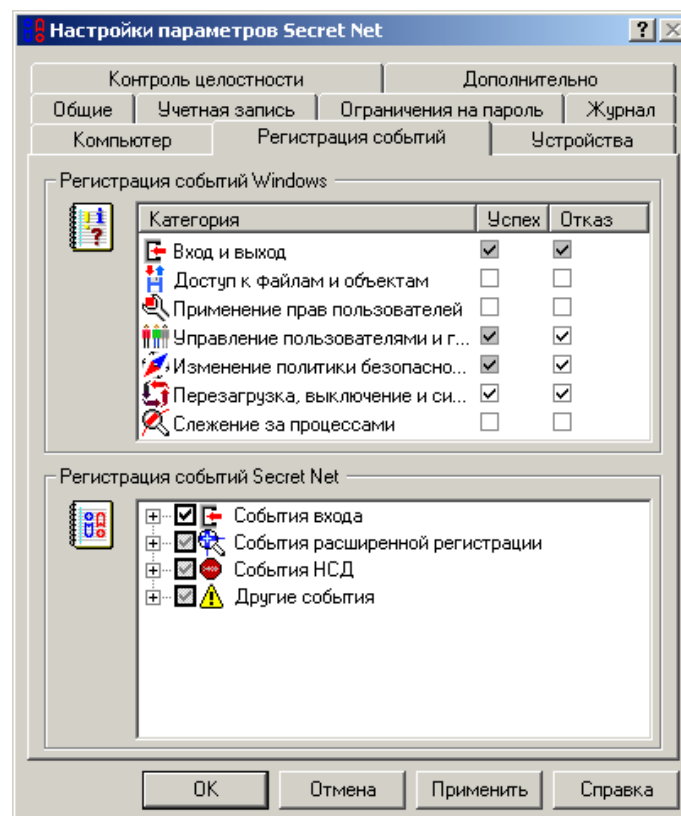 Настройки параметров Secret Net
Контроль целостности Дополнительно
Общие Учетная запись Ограничения на пароль Журнал
Компьютер Регистрация событий Устройства
Регистрация событий Windows
Категория Успех Отказ
Вход и выход
Доступ к файлам и объектам
Применение прав пользователей
Управление пользователями и г...
Изменение политики безопасно...
Перезагрузка, выключение и си...
Слежение за процессами
Регистрация событий Secret Net
События входа
События расширенной регистрации
События НСД
Другие события
OK Отмена Применить Справка